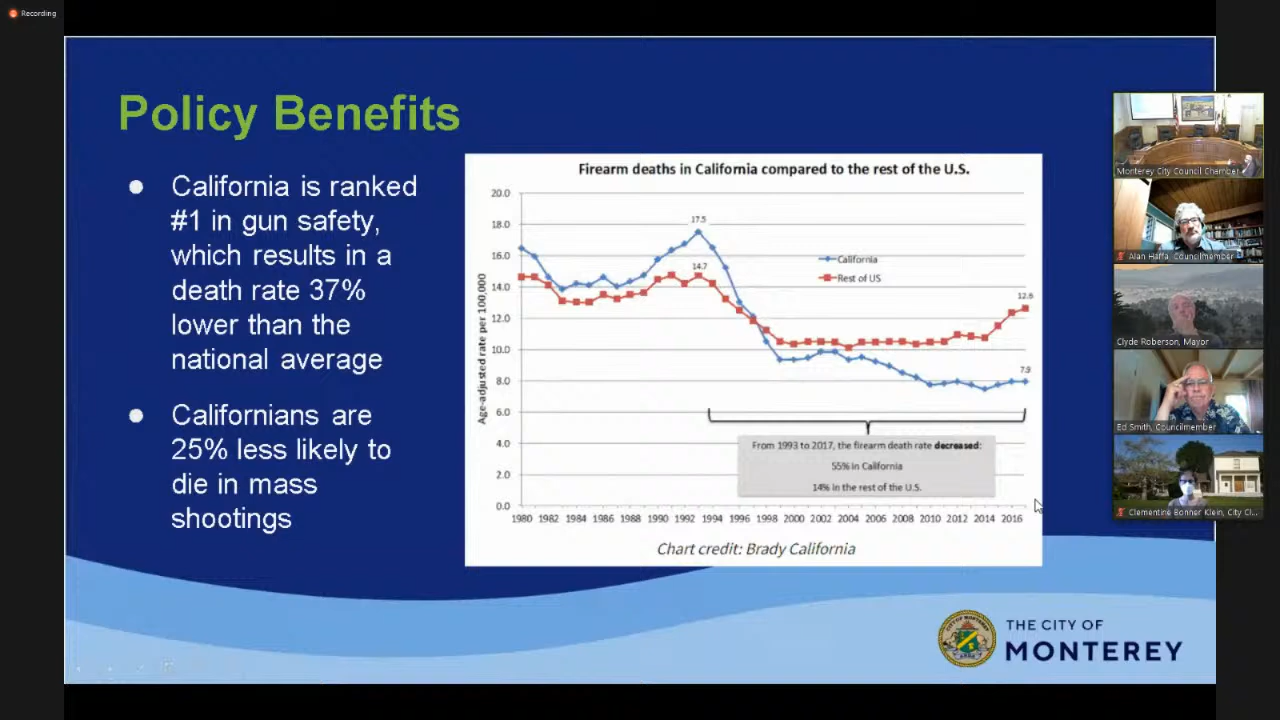 Recording
Policy Benefits
● California is ranked
#1 in gun safety,
which results in a
death rate 37%
lower than the
national average
● Californians are
25% less likely to
die in mass
shootings
Firearm deaths in California compared to the rest of the U.S.
Age-adjusted rate per 100,000
20.0
18.0
16.0
14.0
12.0
10.0
8.0
6.0
4.0
2.0
0.0
17.5
14.7
12.6
7.9
California
Rest of US
From 1993 to 2017, the firearm death rate decreased:
55% in California
14% in the rest of the U.S.
1980 1982 1984 1986 1988 1990 1992 1994 1996 1998 2000 2002 2004 2006 2008 2010 2012 2014 2016
Chart credit: Brady California
THE CITY OF
MONTEREY
Monterey City Council Chamber
Alan Haffa, Councilmember
Clyde Roberson, Mayor
Ed Smith, Councilmember
Clementine Bonner Klein, City Cl...